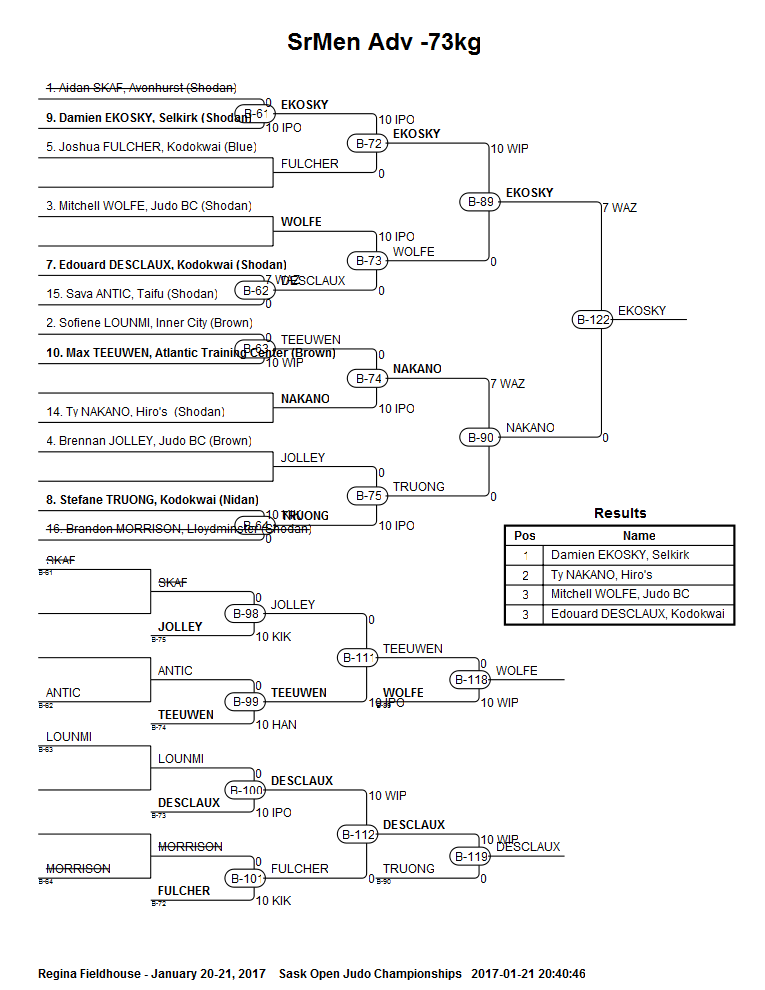 SrMen Adv -73kg
1. Aidan SKAF, Avonhurst (Shodan)
0
EKOSKY
B-61
9. Damien EKOSKY, Selkirk (Shodan)
10 IPO
10 IPO
EKOSKY
5. Joshua FULCHER, Kodokwai (Blue)
B-72
10 WIP
FULCHER
0
EKOSKY
3. Mitchell WOLFE, Judo BC (Shodan)
B-89
7 WAZ
WOLFE
10 IPO
WOLFE
B-73
0
7. Edouard DESCLAUX, Kodokwai (Shodan)
7 WAZ
DESCLAUX
B-62
0
15. Sava ANTIC, Taifu (Shodan)
0
EKOSKY
B-122
2. Sofiene LOUNMI, Inner City (Brown)
0
TEEUWEN
B-63
10. Max TEEUWEN, Atlantic Training Center (Brown)
10 WIP
0
NAKANO
B-74
7 WAZ
NAKANO
14. Ty NAKANO, Hiro's (Shodan)
10 IPO
NAKANO
B-90
0
4. Brennan JOLLEY, Judo BC (Brown)
JOLLEY
0
TRUONG
B-75
0
8. Stefane TRUONG, Kodokwai (Nidan)
10 KIK
TRUONG
B-64
10 IPO
16. Brandon MORRISON, Lloydminster (Shodan)
0
Results
Pos Name
1 Damien EKOSKY, Selkirk
2 Ty NAKANO, Hiro's
3 Mitchell WOLFE, Judo BC
3 Edouard DESCLAUX, Kodokwai
SKAF
B-61
SKAF
0
JOLLEY
B-98
JOLLEY
B-75
10 KIK
0
TEEUWEN
B-111
0
WOLFE
B-118
ANTIC
0
TEEUWEN
WOLFE
ANTIC
B-62
B-99
10 IPO
B-89
10 WIP
TEEUWEN
B-74
10 HAN
LOUNMI
B-63
LOUNMI
0
DESCLAUX
B-100
10 WIP
DESCLAUX
B-73
10 IPO
DESCLAUX
B-112
10 WIP
DESCLAUX
B-119
MORRISON
0
FULCHER
TRUONG
MORRISON
B-64
B-101
0
B-90
0
FULCHER
B-72
10 KIK
Regina Fieldhouse - January 20-21, 2017 Sask Open Judo Championships 2017-01-21 20:40:46